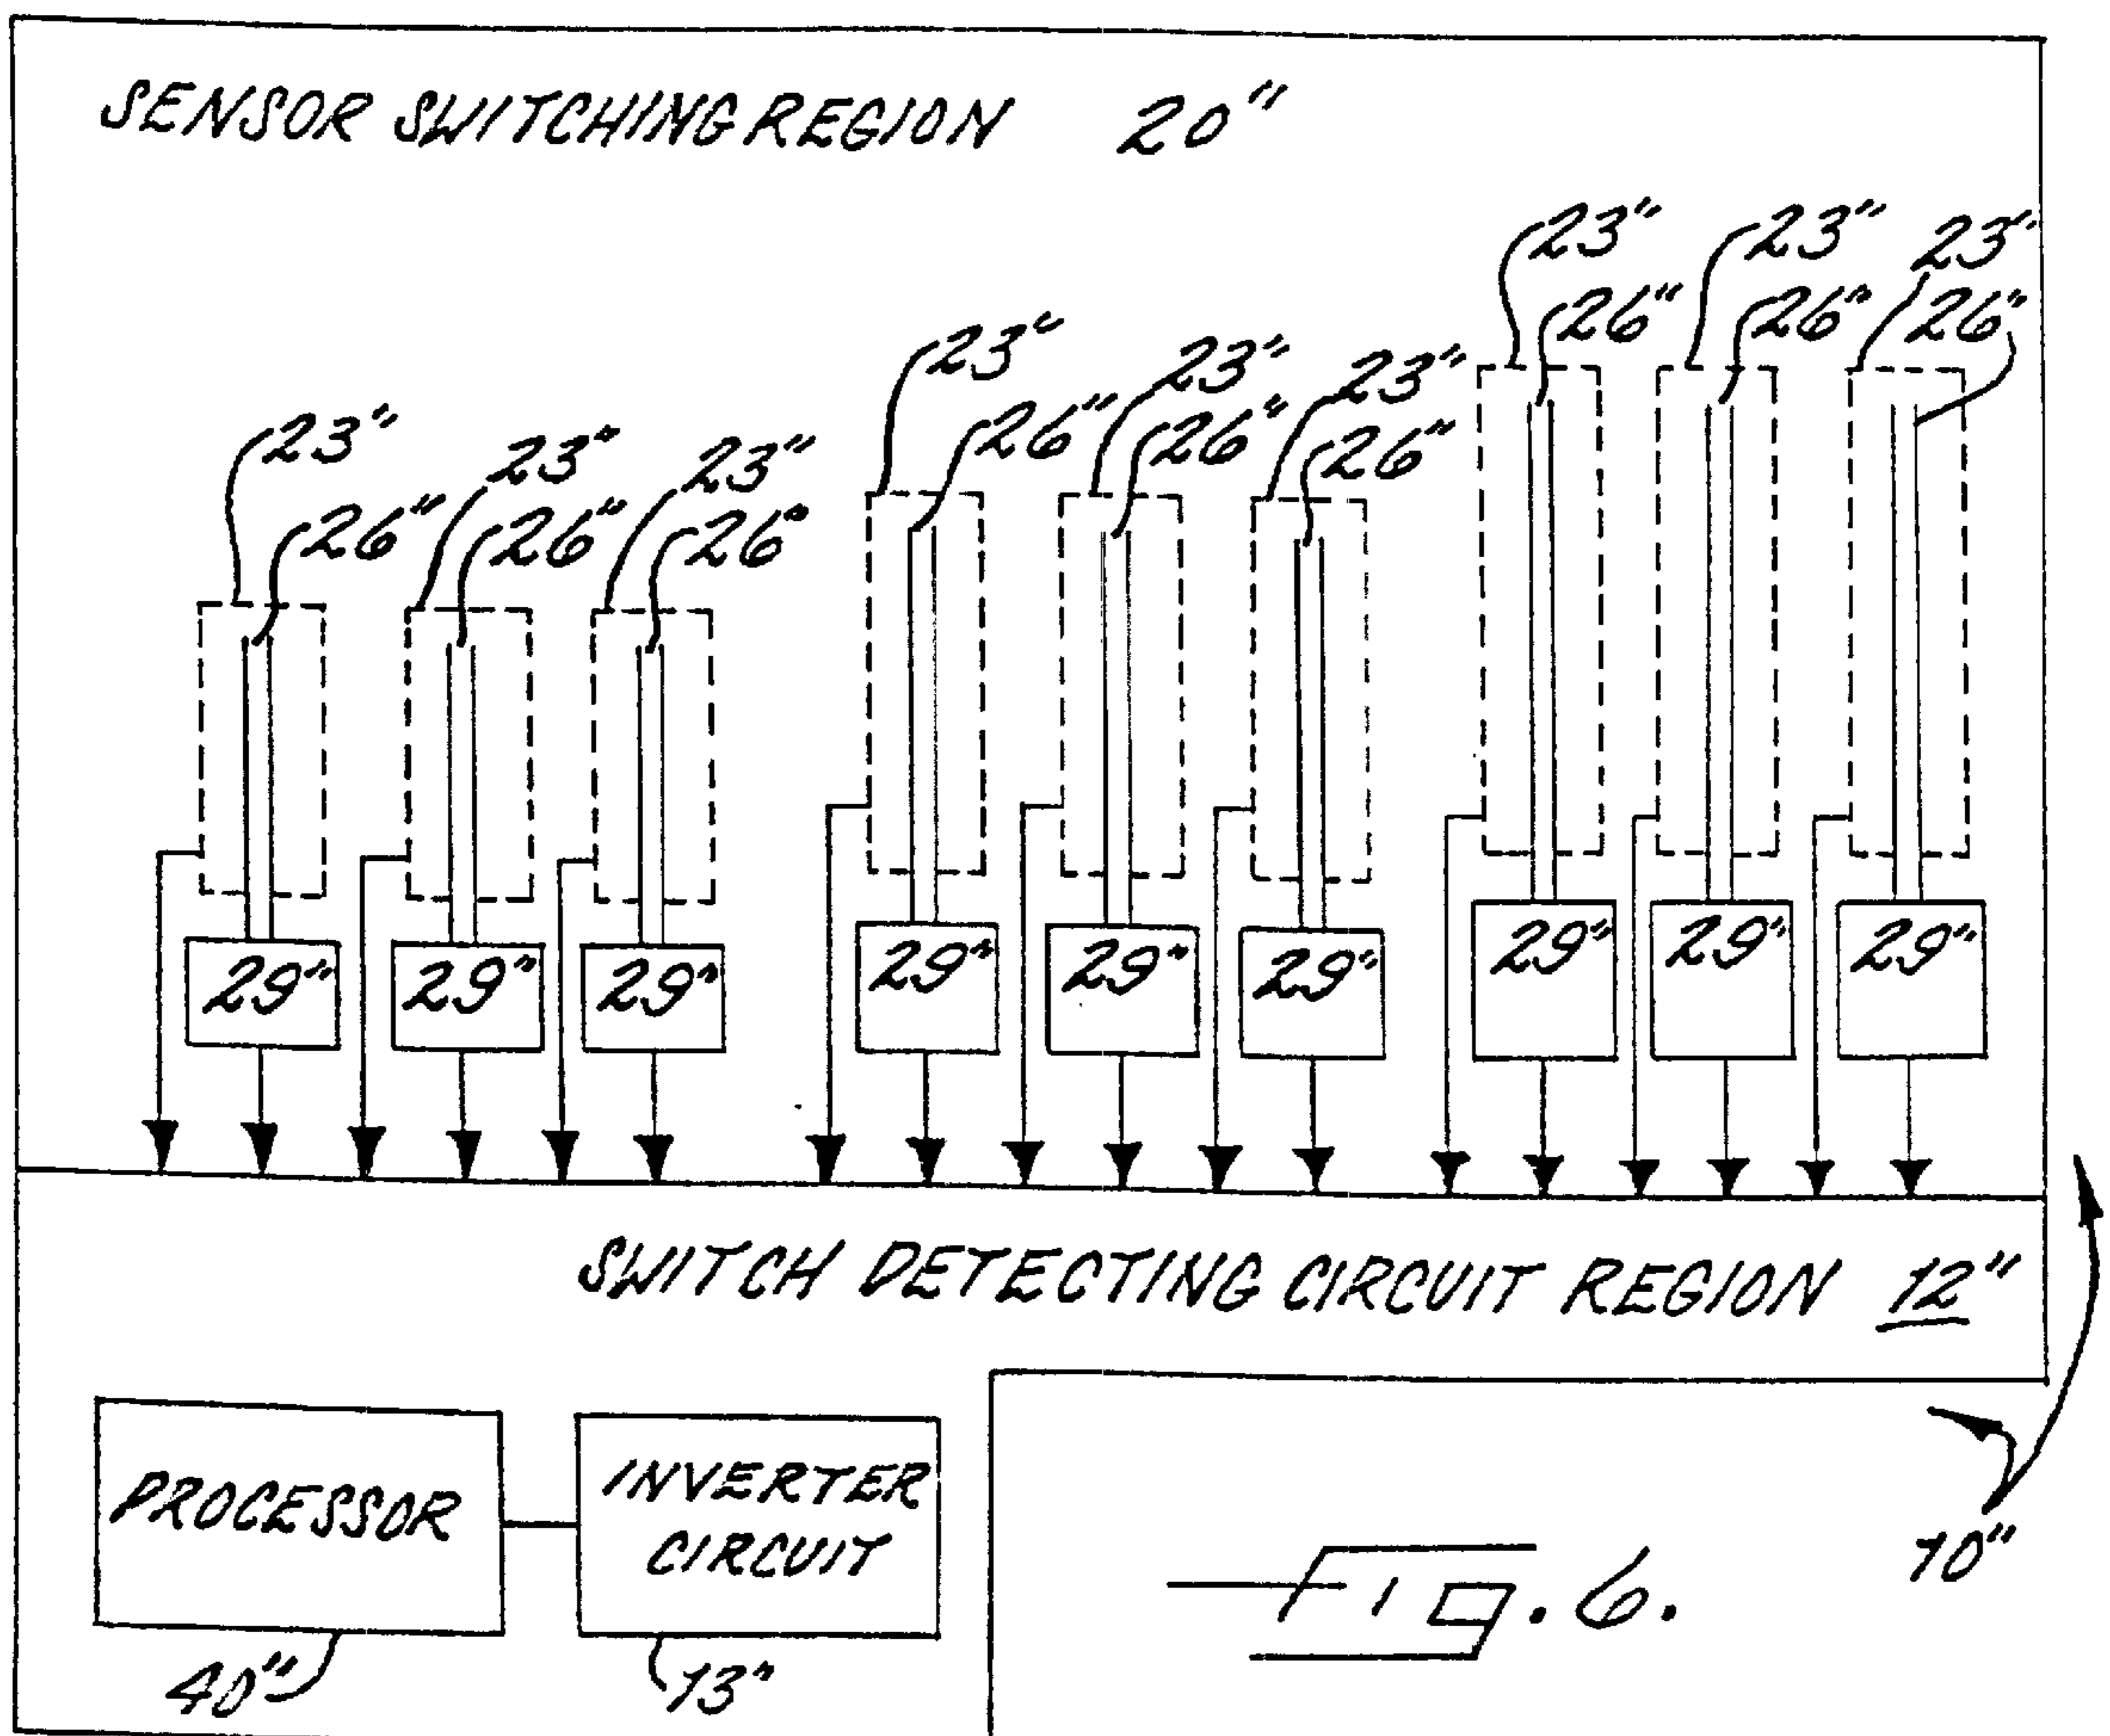 SENSOR SWITCHING REGION 20"
23" 23" 23"
26" 26" 26"
23" 23" 23"
26" 26" 26"
23" 23" 23"
26" 26" 26"
29" 29" 29" 29" 29" 29" 29" 29" 29"
SWITCH DETECTING CIRCUIT REGION 12"
PROCESSOR
40"
INVERTER
CIRCUIT
13"
10"
FIG. 6.